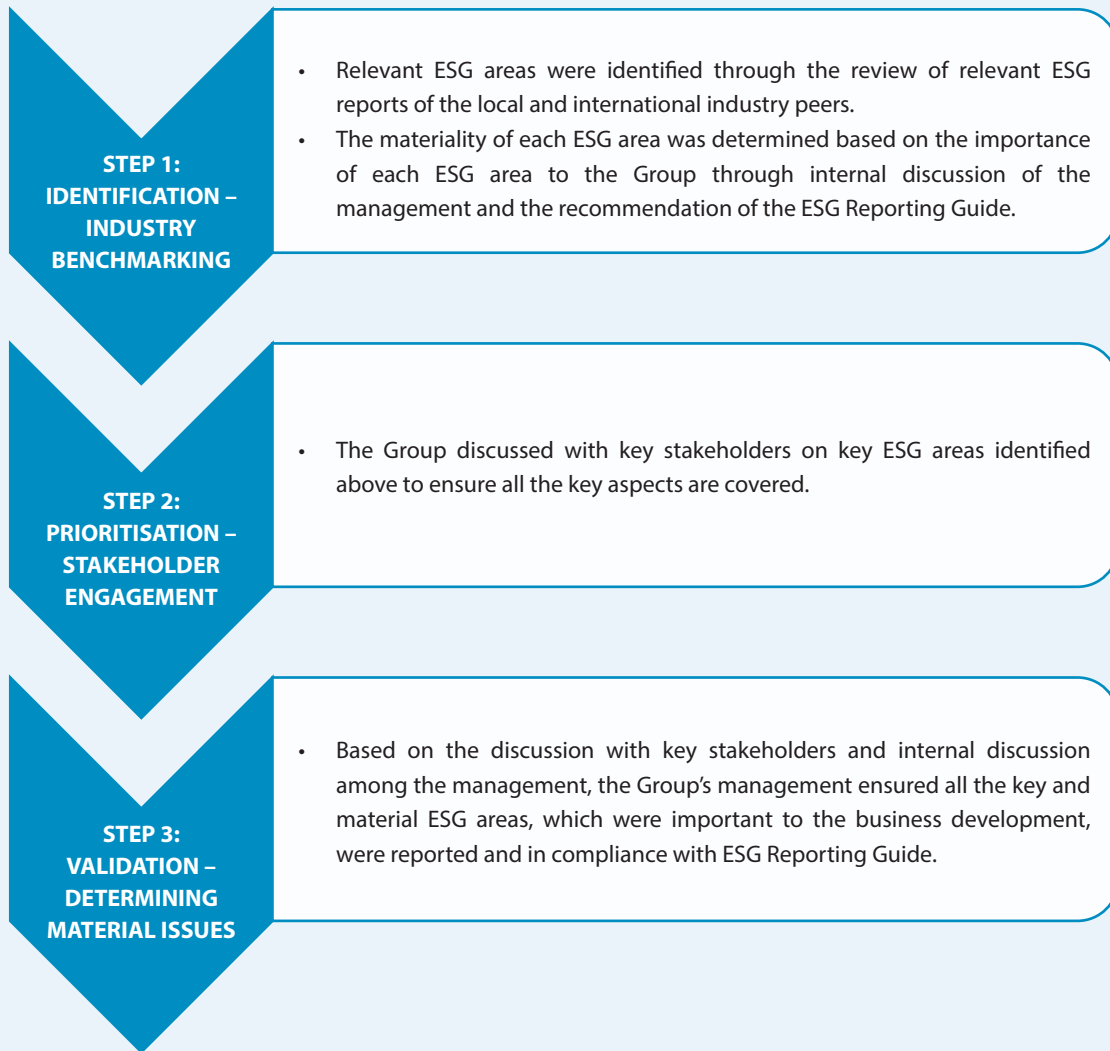 STEP 1:
IDENTIFICATION –
INDUSTRY
BENCHMARKING
• Relevant ESG areas were identified through the review of relevant ESG
reports of the local and international industry peers.
• The materiality of each ESG area was determined based on the importance
of each ESG area to the Group through internal discussion of the
management and the recommendation of the ESG Reporting Guide.
STEP 2:
PRIORITISATION –
STAKEHOLDER
ENGAGEMENT
• The Group discussed with key stakeholders on key ESG areas identified
above to ensure all the key aspects are covered.
STEP 3:
VALIDATION –
DETERMINING
MATERIAL ISSUES
• Based on the discussion with key stakeholders and internal discussion
among the management, the Group’s management ensured all the key and
material ESG areas, which were important to the business development,
were reported and in compliance with ESG Reporting Guide.